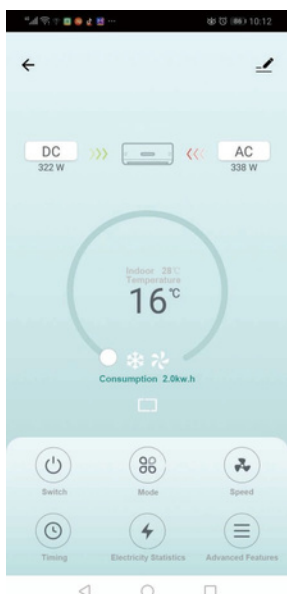 10:12
DC
AC
322 W
338 W
Indoor 28℃
Temperature
16℃
Consumption 2.0kw.h
Switch
Mode
Speed
Timing
Electricity Statistics
Advanced Features